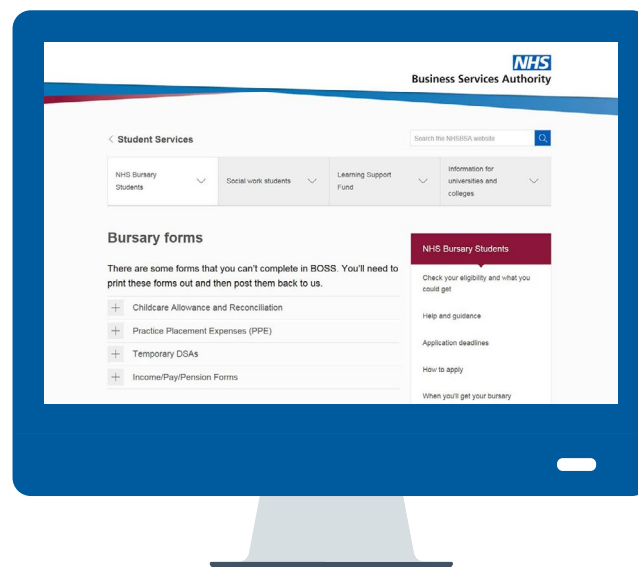 NHS
Business Services Authority
Student Services
Search the NHSBSA website
NHS Bursary
Students
Social work students
Learning Support
Fund
Information for
universities and
colleges
Bursary forms
There are some forms that you can't complete in BOSS. You'll need to
print these forms out and then post them back to us.
Childcare Allowance and Reconciliation
Practice Placement Expenses (PPE)
Temporary DSAs
Income/Pay/Pension Forms
NHS Bursary Students
Check your eligibility and what you
could get
Help and guidance
Application deadlines
How to apply
When you'll get your bursary